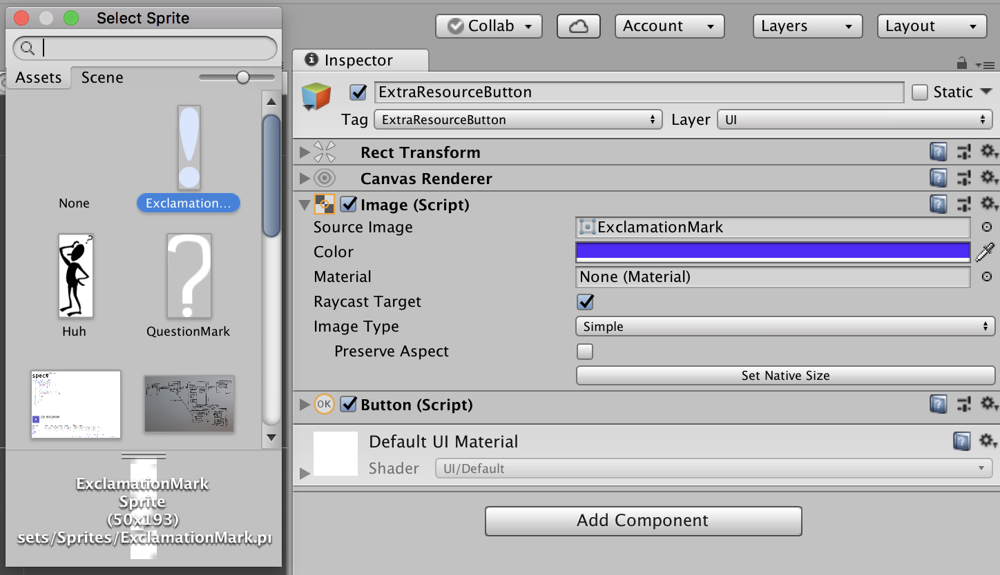 Select Sprite
Assets Scene
None
Exclamation...
Huh
QuestionMark
spec#
ExclamationMark
Sprite
(50x193)
sets/Sprites/ExclamationMark.pr
Collab
Account
Layers
Layout
Inspector
ExtraResourceButton
Static
Tag ExtraResourceButton Layer UI
Rect Transform
Canvas Renderer
Image (Script)
Source Image ExclamationMark
Color
Material None (Material)
Raycast Target
Image Type Simple
Preserve Aspect
Set Native Size
OK Button (Script)
Default UI Material
Shader UI/Default
Add Component